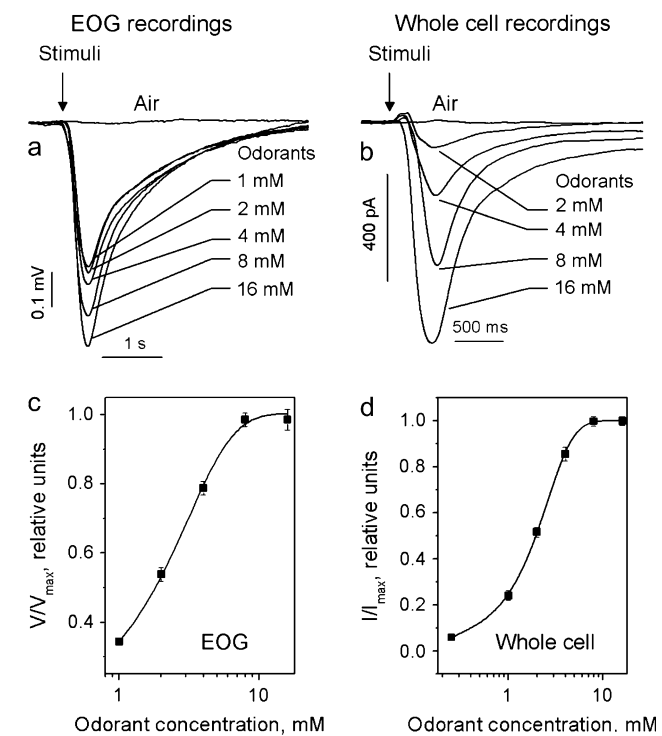 EOG recordings
Whole cell recordings
Stimuli
Stimuli
Air
Air
a
b
Odorants
1 mM
2 mM
4 mM
8 mM
16 mM
0.1 mV
1 s
Odorants
2 mM
4 mM
8 mM
16 mM
400 pA
500 ms
c
1.0
0.8
0.6
0.4
V/Vmax, relative units
EOG
1
10
Odorant concentration, mM
d
1.0
0.8
0.6
0.4
0.2
0.0
I/Imax, relative units
Whole cell
1
10
Odorant concentration. mM